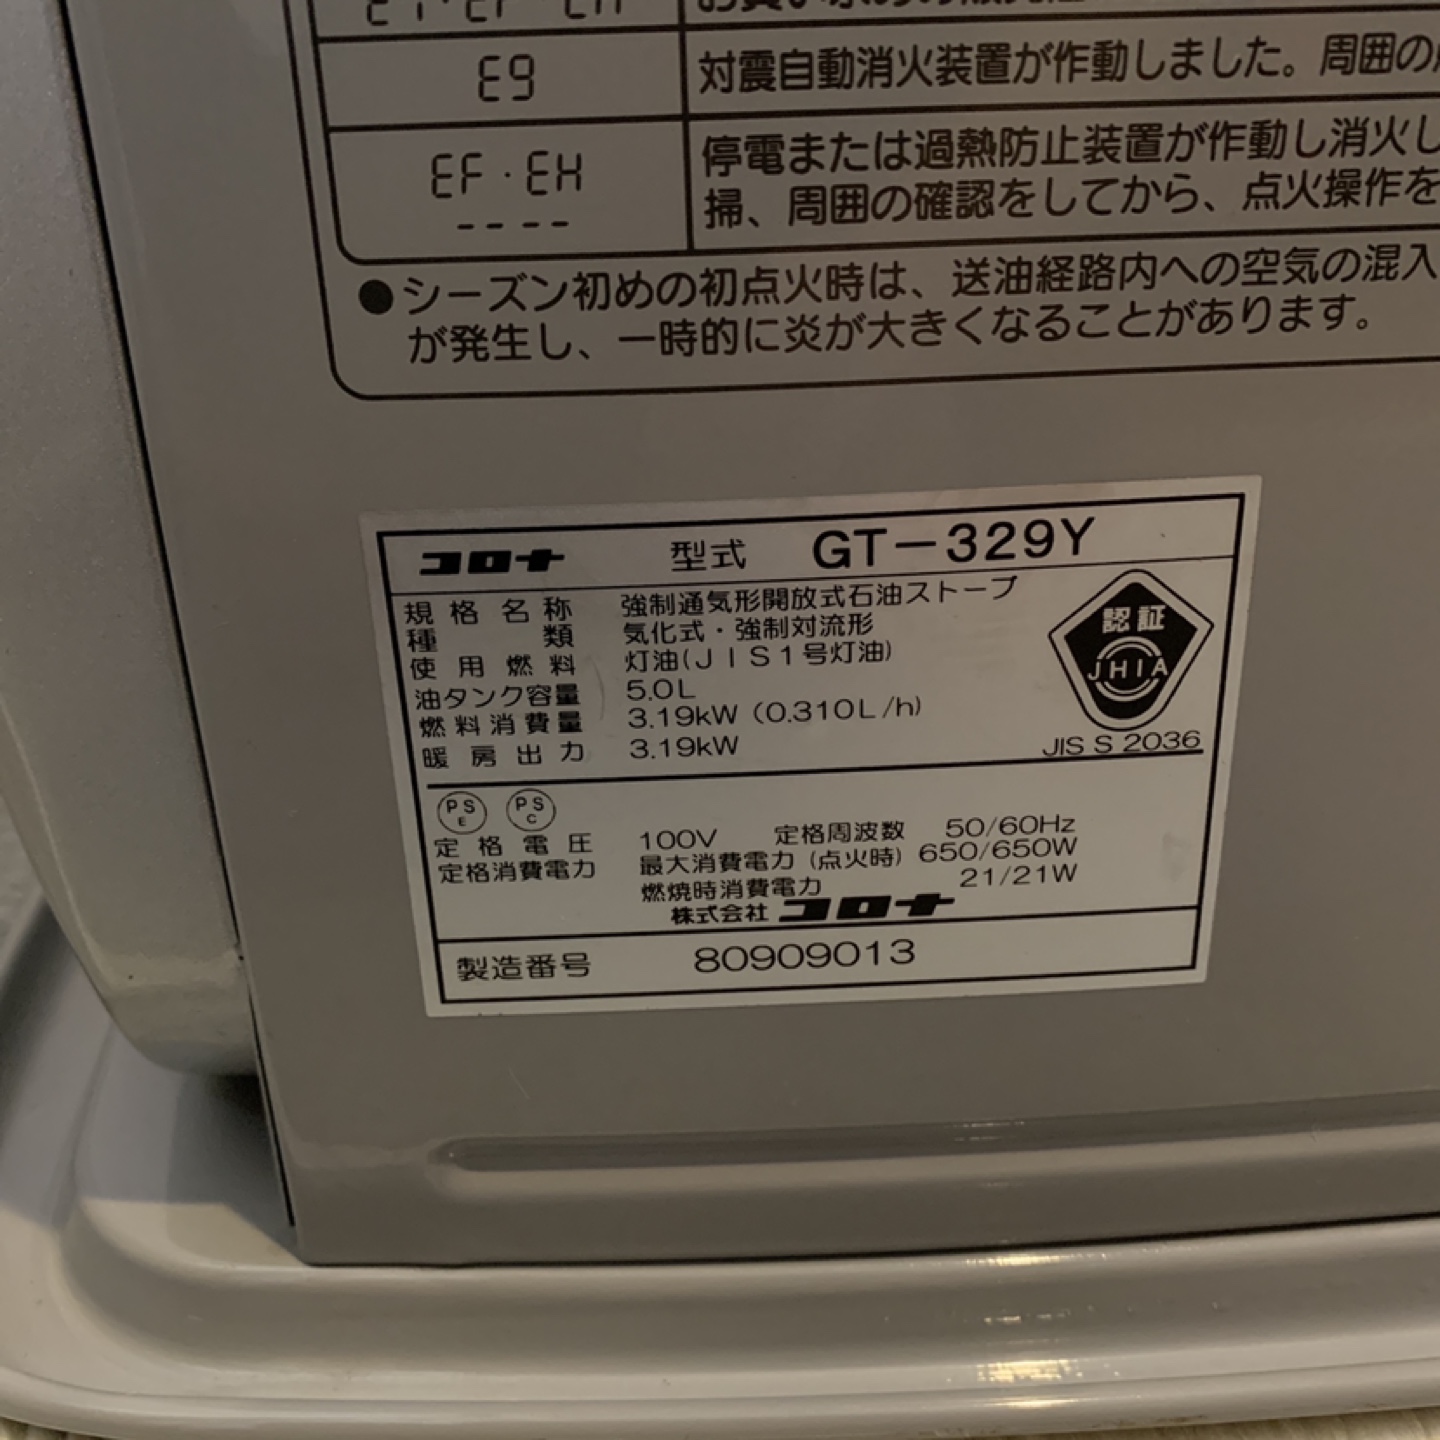 E9
対震自動消火装置が作動しました。周囲の
EF・EH
----
停電または過熱防止装置が作動し消火し
掃、周囲の確認をしてから、点火操作を
●シーズン初めの初点火時は、送油経路内への空気の混入
が発生し、一時的に炎が大きくなることがあります。
コロナ 型式 GT-329Y
規格名称 強制通気形開放式石油ストーブ
種類 気化式・強制対流形
使用燃料 灯油(JIS1号灯油)
油タンク容量 5.0L
燃料消費量 3.19kW (0.310L/h)
暖房出力 3.19kW
認証
JHIA
JIS S 2036
PS E PS C
定格電圧 100V 定格周波数 50/60Hz
定格消費電力 最大消費電力(点火時) 650/650W
燃焼時消費電力 21/21W
株式会社 コロナ
製造番号 80909013